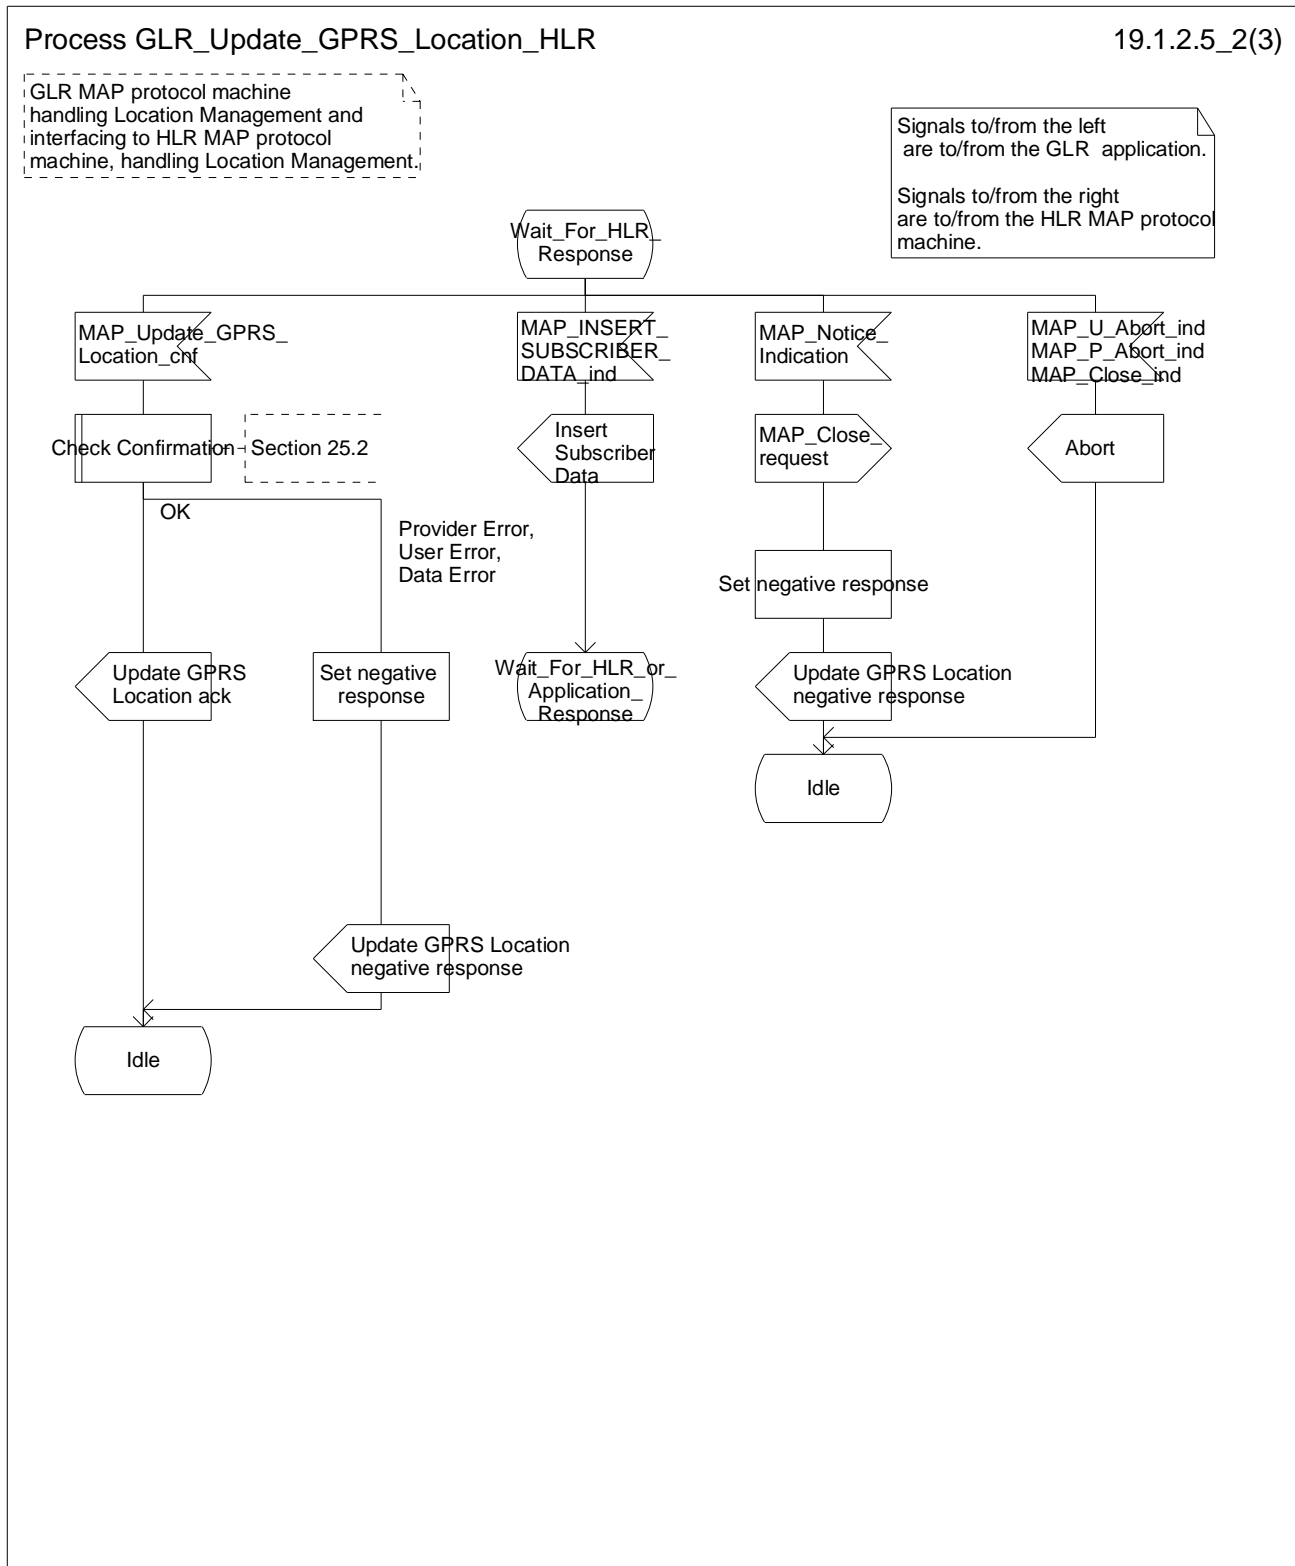 Process GLR_Update_GPRS_Location_HLR
19.1.2.5_2(3)
GLR MAP protocol machine
handling Location Management and
interfacing to HLR MAP protocol
machine, handling Location Management.
Signals to/from the left
are to/from the GLR application.
Signals to/from the right
are to/from the HLR MAP protocol
machine.
Wait_For_HLR_
Response
MAP_Update_GPRS_
Location_cnf
MAP_INSERT_
SUBSCRIBER_
DATA_ind
MAP_Notice_
Indication
MAP_U_Abort_ind
MAP_P_Abort_ind
MAP_Close_ind
Check Confirmation
Section 25.2
Insert
Subscriber
Data
MAP_Close_
request
Abort
OK
Provider Error,
User Error,
Data Error
Set negative response
Update GPRS
Location ack
Set negative
response
Wait_For_HLR_or_
Application_
Response
Update GPRS Location
negative response
Idle
Update GPRS Location
negative response
Idle